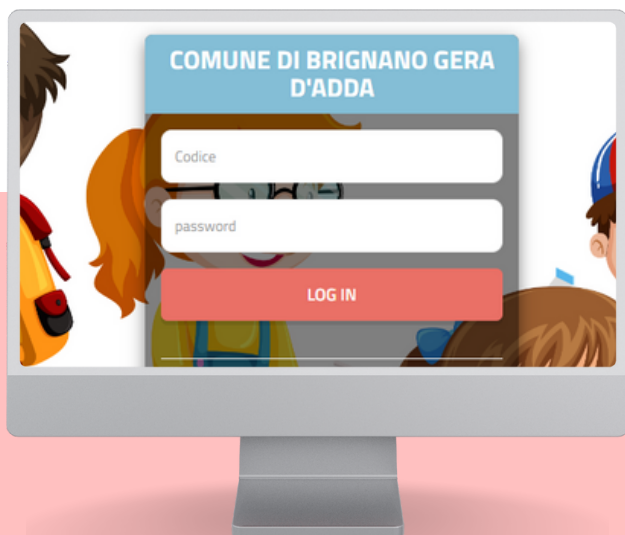 COMUNE DI BRIGNANO GERA
D'ADDA
Codice
password
LOG IN